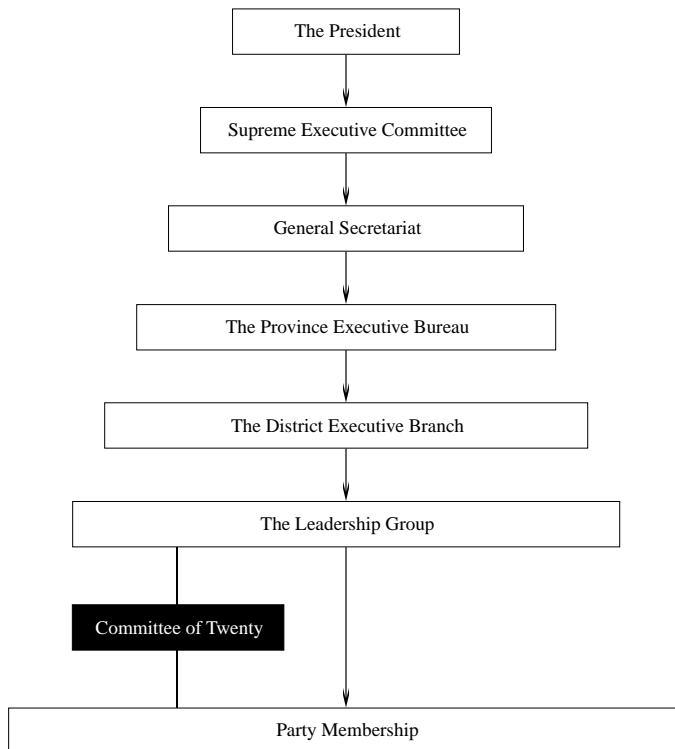 The President
Supreme Executive Committee
General Secretariat
The Province Executive Bureau
The District Executive Branch
The Leadership Group
Committee of Twenty
Party Membership